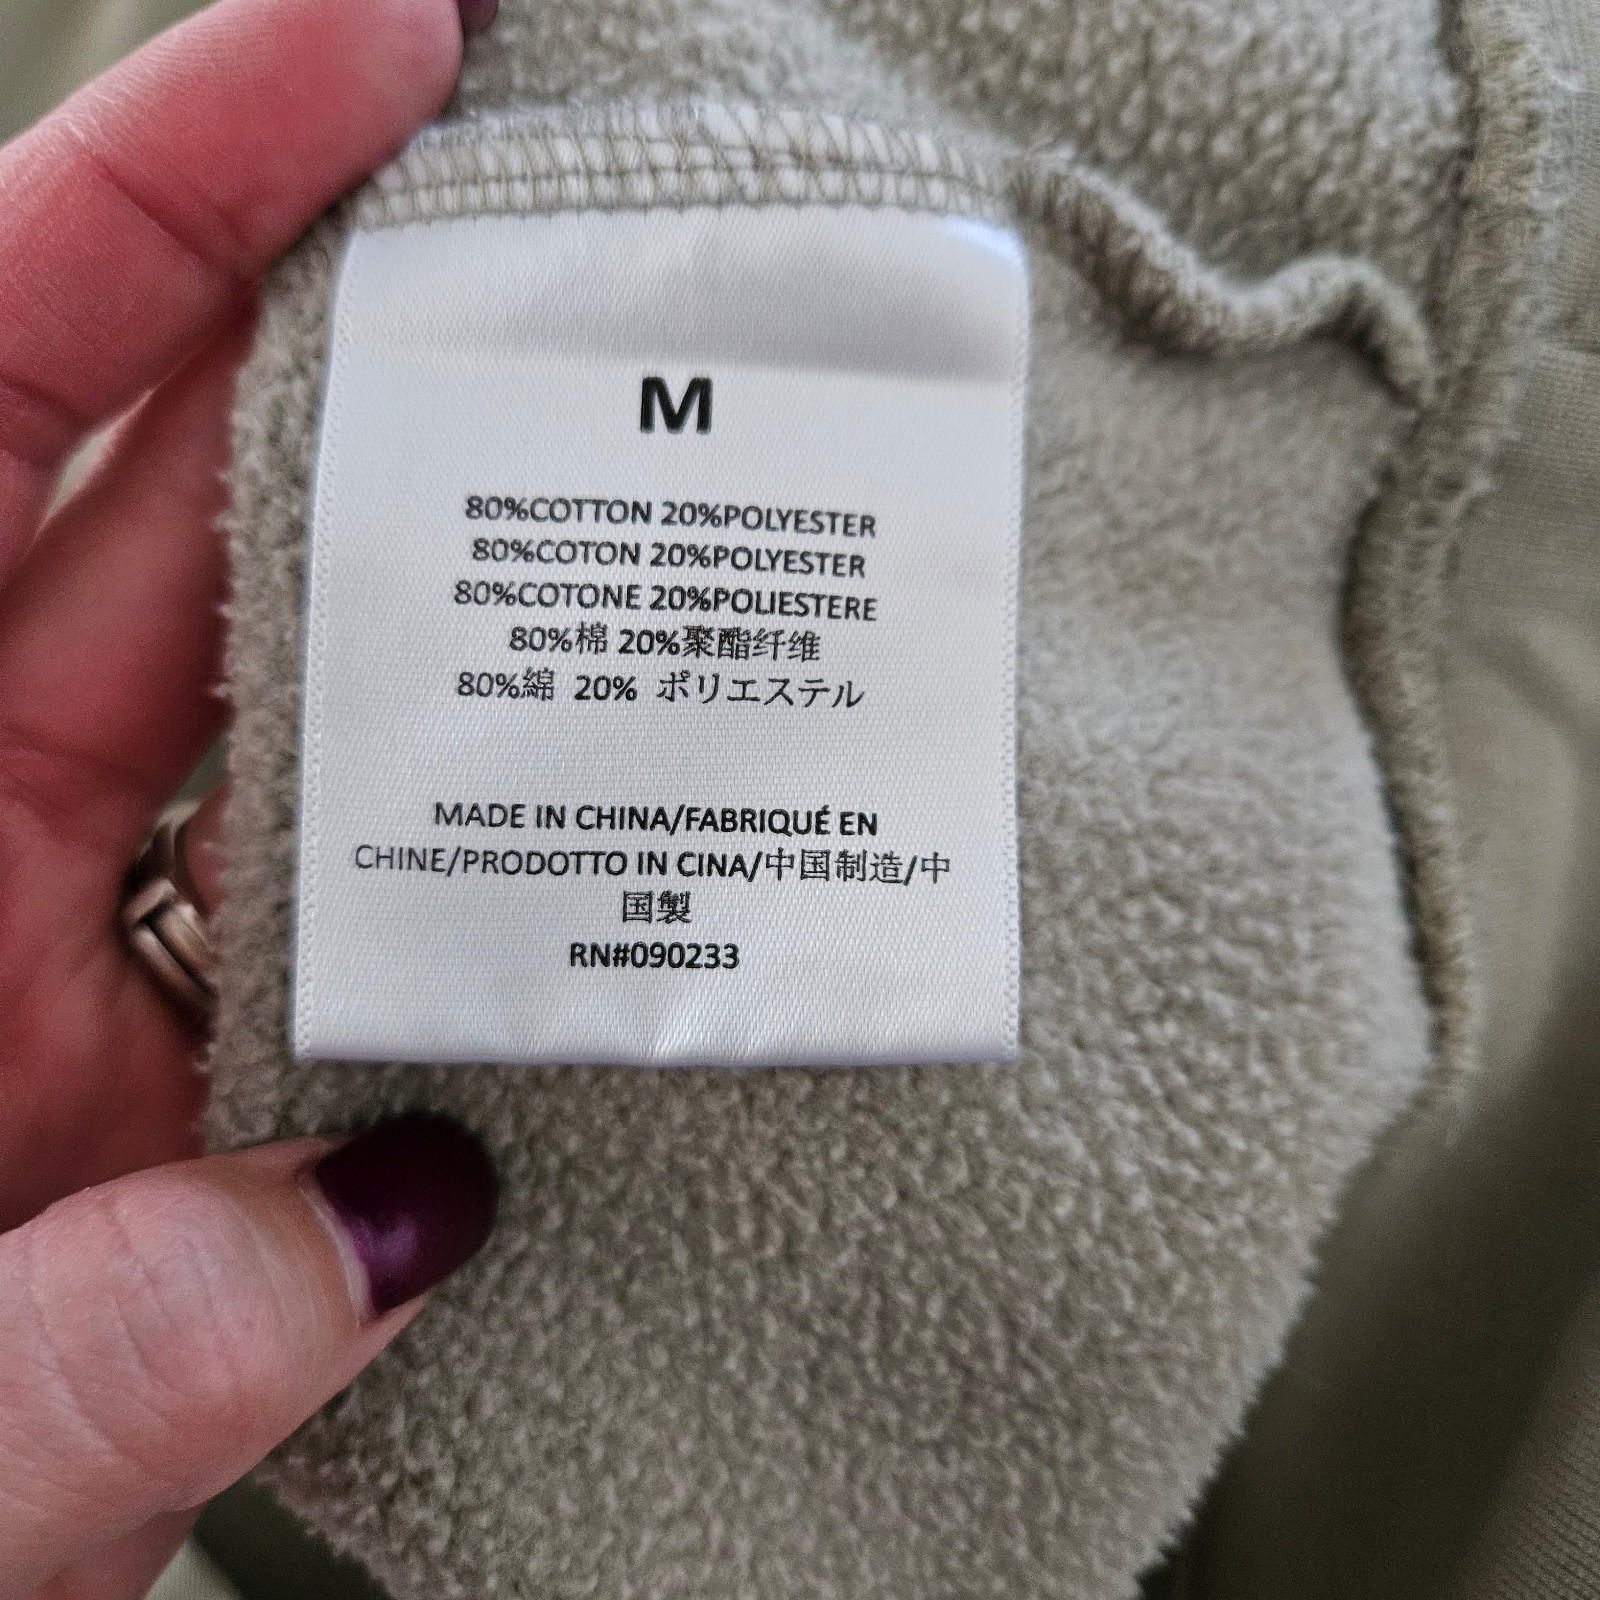 M
80%COTTON 20%POLYESTER
80%COTON 20%POLYESTER
80%COTONE 20%POLIESTERE
80%棉 20%聚酯纤维
80%綿 20% ポリエステル
MADE IN CHINA/FABRIQUÉ EN
CHINE/PRODOTTO IN CINA/中国制造/中
国製
RN#090233